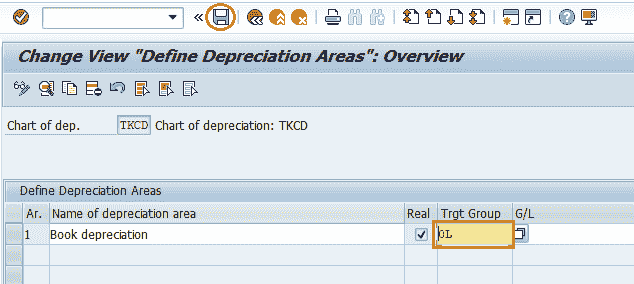 Change View "Define Depreciation Areas": Overview
Chart of dep. TKCD Chart of depreciation: TKCD
Define Depreciation Areas
Ar. Name of depreciation area Real Trgt Group G/L
1 Book depreciation 0L